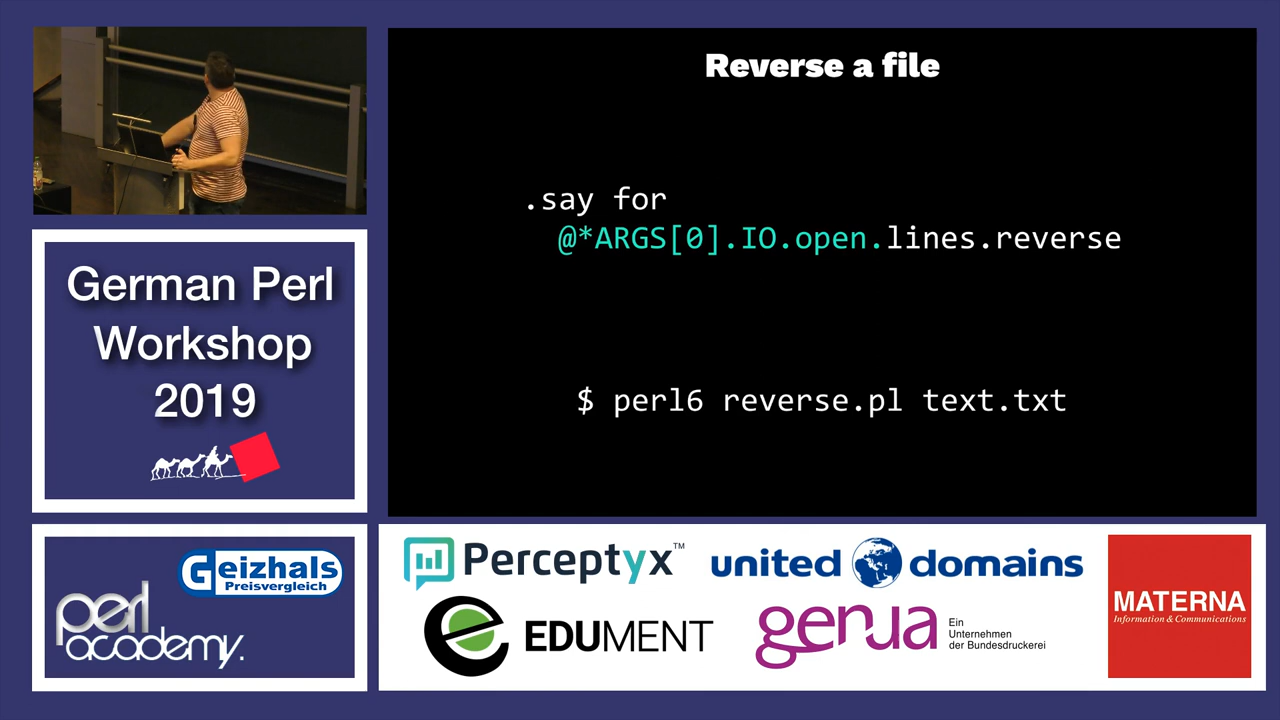 Reverse a file
.say for
@*ARGS[0].IO.open.lines.reverse
$ perl6 reverse.pl text.txt
German Perl
Workshop
2019
Geizhals
Preisvergleich
perl
academy.
Perceptyx™
united domains
EDUMENT
genua
Ein
Unternehmen
der Bundesdruckerei
MATERNA
Information & Communications